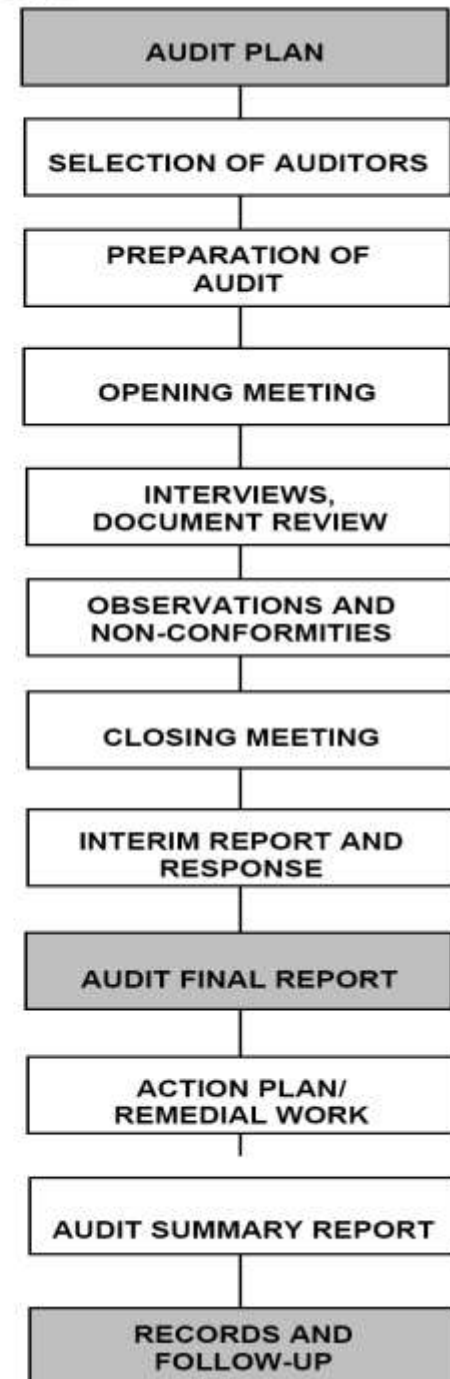 AUDIT PLAN
SELECTION OF AUDITORS
PREPARATION OF
AUDIT
OPENING MEETING
INTERVIEWS,
DOCUMENT REVIEW
OBSERVATIONS AND
NON-CONFORMITIES
CLOSING MEETING
INTERIM REPORT AND
RESPONSE
AUDIT FINAL REPORT
ACTION PLAN/
REMEDIAL WORK
AUDIT SUMMARY REPORT
RECORDS AND
FOLLOW-UP